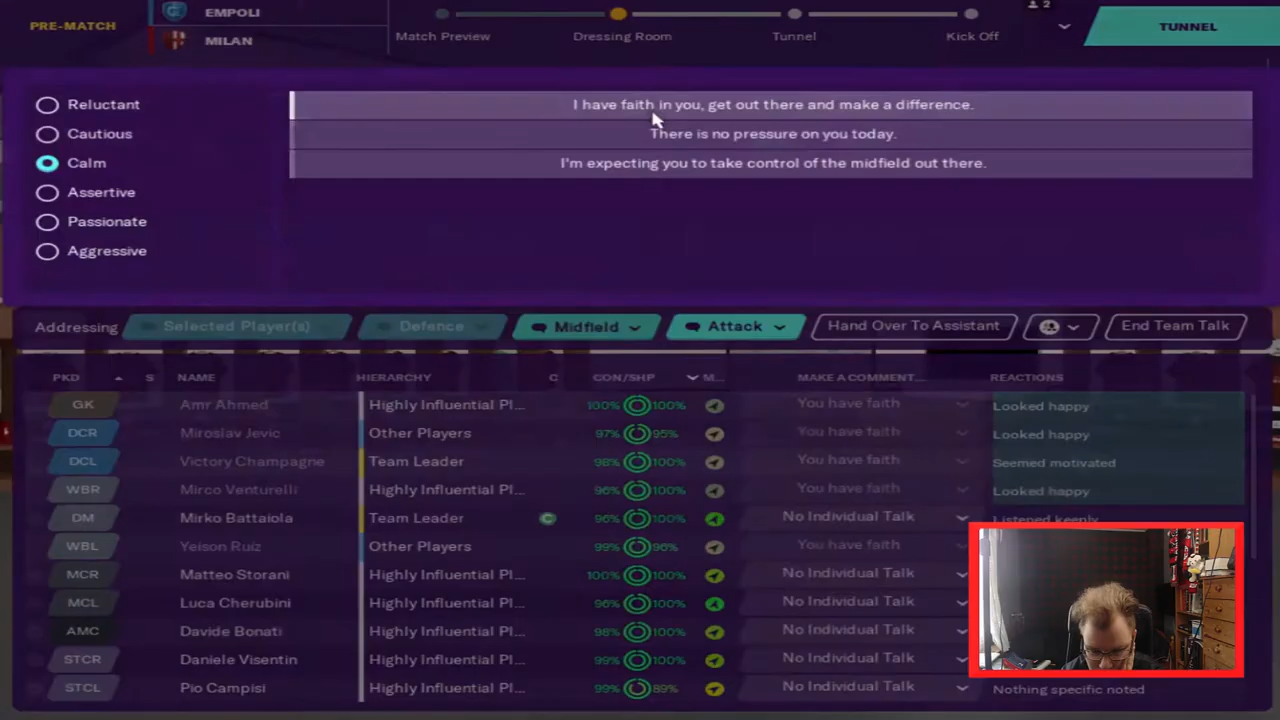 PRE-MATCH
EMPOLI
MILAN
Match Preview
Dressing Room
Tunnel
Kick Off
2
TUNNEL
Reluctant
Cautious
Calm
Assertive
Passionate
Aggressive
I have faith in you, get out there and make a difference.
There is no pressure on you today.
I'm expecting you to take control of the midfield out there.
Addressing Selected Player(s) Defence Midfield Attack Hand Over To Assistant End Team Talk
PKD S NAME HIERARCHY C CON/SHP M... MAKE A COMMENT... REACTIONS
GK Amr Ahmed Highly Influential Pl... 100% 100% You have faith Looked happy
DCR Miroslav Jevic Other Players 97% 95% You have faith Looked happy
DCL Victory Champagne Team Leader 98% 100% You have faith Seemed motivated
WBR Mirco Venturelli Highly Influential Pl... 96% 100% You have faith Looked happy
DM Mirko Battaiola Team Leader C 96% 100% No Individual Talk Listened keenly
WBL Yeison Ruiz Other Players 99% 96% You have faith
MCR Matteo Storani Highly Influential Pl... 100% 100% No Individual Talk
MCL Luca Cherubini Highly Influential Pl... 96% 100% No Individual Talk
AMC Davide Bonati Highly Influential Pl... 98% 100% No Individual Talk
STCR Daniele Visentin Highly Influential Pl... 99% 100% No Individual Talk
STCL Pio Campisi Highly Influential Pl... 99% 89% No Individual Talk Nothing specific noted